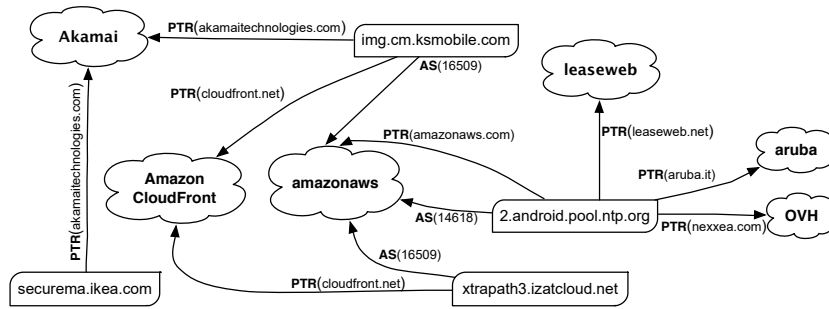 Akamai
PTR(akamaitechnologies.com)
img.cm.ksmobile.com
AS(16509)
leaseweb
PTR(cloudfront.net)
PTR(akamaitechnologies.com)
PTR(amazonaws.com)
PTR(leaseweb.net)
aruba
PTR(aruba.it)
Amazon
CloudFront
amazonaws
AS(14618)
2.android.pool.ntp.org
OVH
PTR(nexxea.com)
AS(16509)
securema.ikea.com
PTR(cloudfront.net)
xtrapath3.izatcloud.net